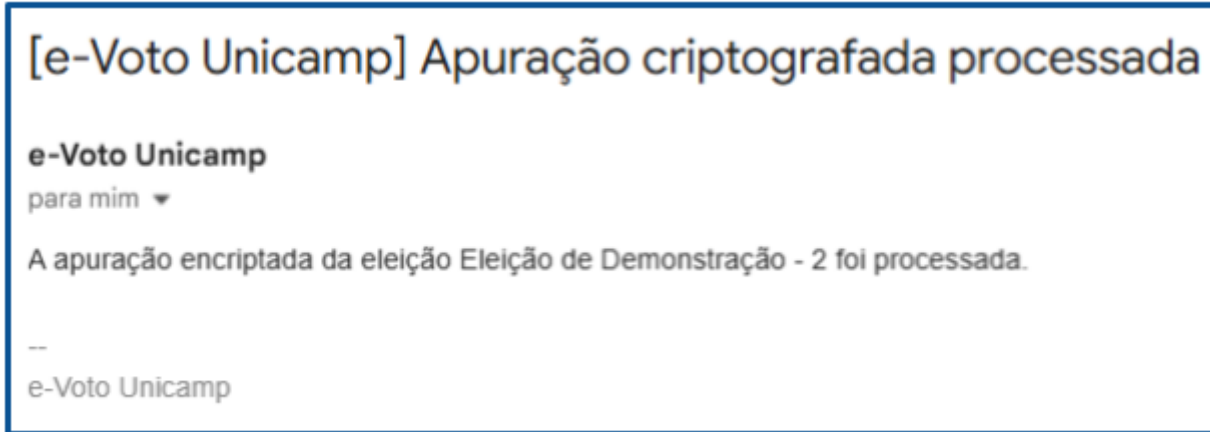 [e-Voto Unicamp] Apuração criptografada processada
e-Voto Unicamp
para mim
A apuração encriptada da eleição Eleição de Demonstração - 2 foi processada.
--
e-Voto Unicamp